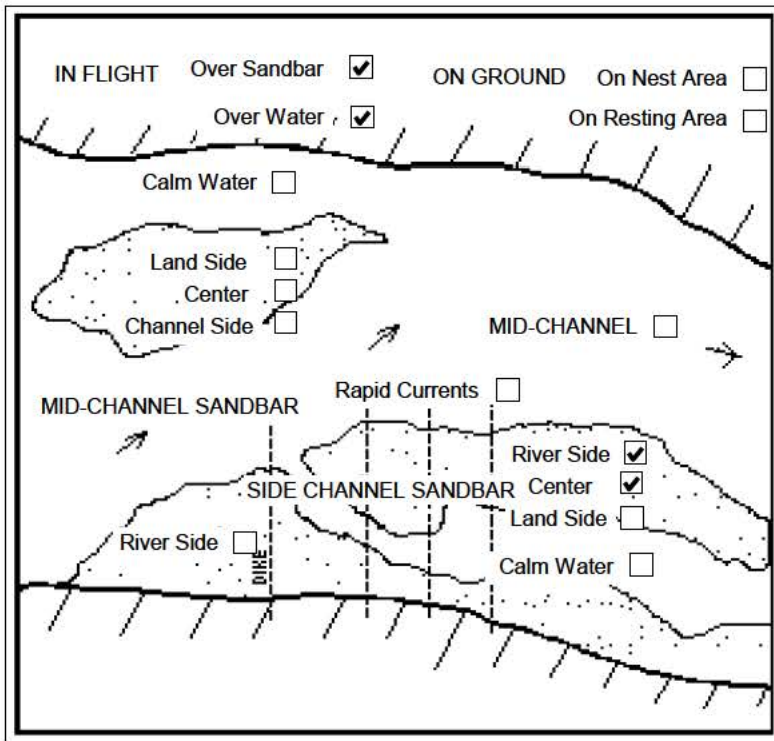 IN FLIGHT Over Sandbar ON GROUND On Nest Area
Over Water On Resting Area
Calm Water
Land Side
Center
Channel Side
MID-CHANNEL
Rapid Currents
MID-CHANNEL SANDBAR
River Side
SIDE CHANNEL SANDBAR Center
Land Side
River Side
DIKE
Calm Water